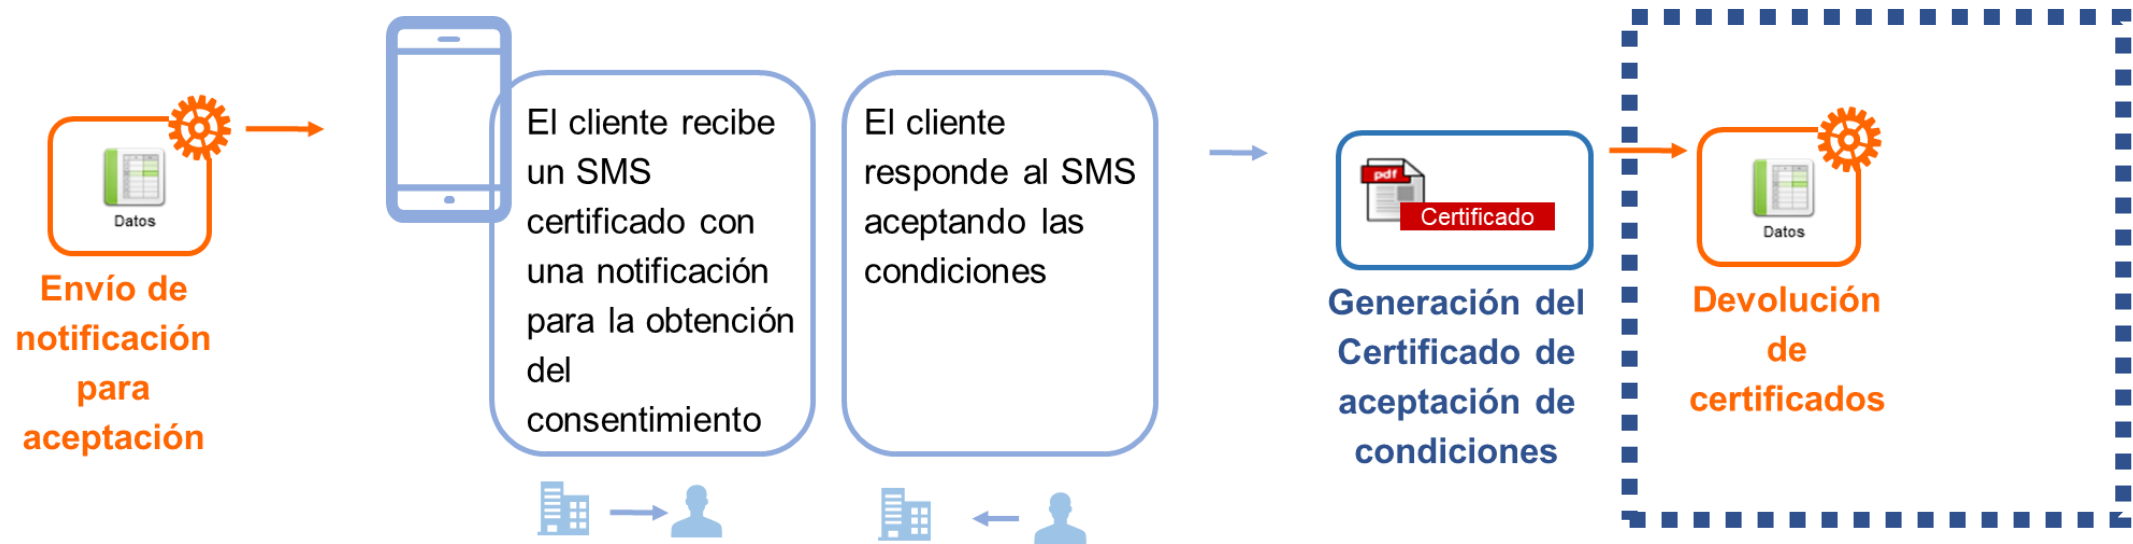 Datos
Envío de
notificación
para
aceptación
El cliente recibe
un SMS
certificado con
una notificación
para la obtención
del
consentimiento
El cliente
responde al SMS
aceptando las
condiciones
pdf
Certificado
Generación del
Certificado de
aceptación de
condiciones
Datos
Devolución
de
certificados